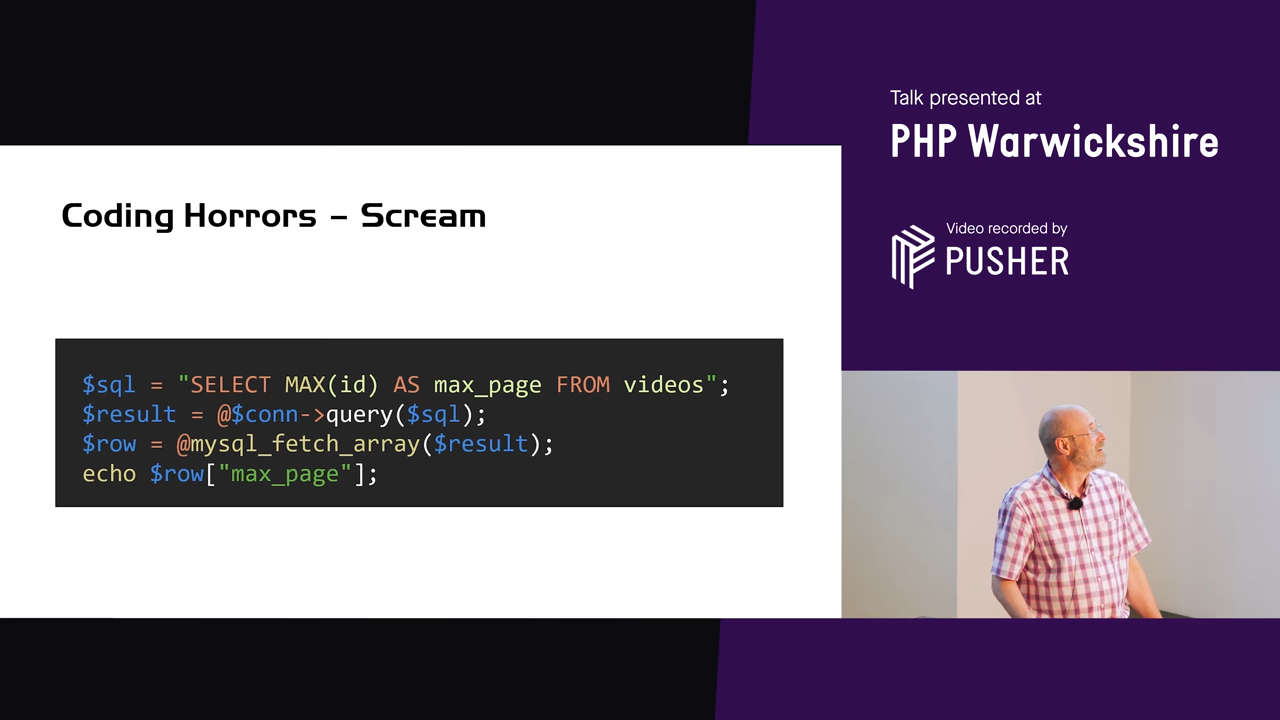 Talk presented at
PHP Warwickshire
Video recorded by
PUSHER
Coding Horrors – Scream
$sql = "SELECT MAX(id) AS max_page FROM videos";
$result = @$conn->query($sql);
$row = @mysql_fetch_array($result);
echo $row["max_page"];